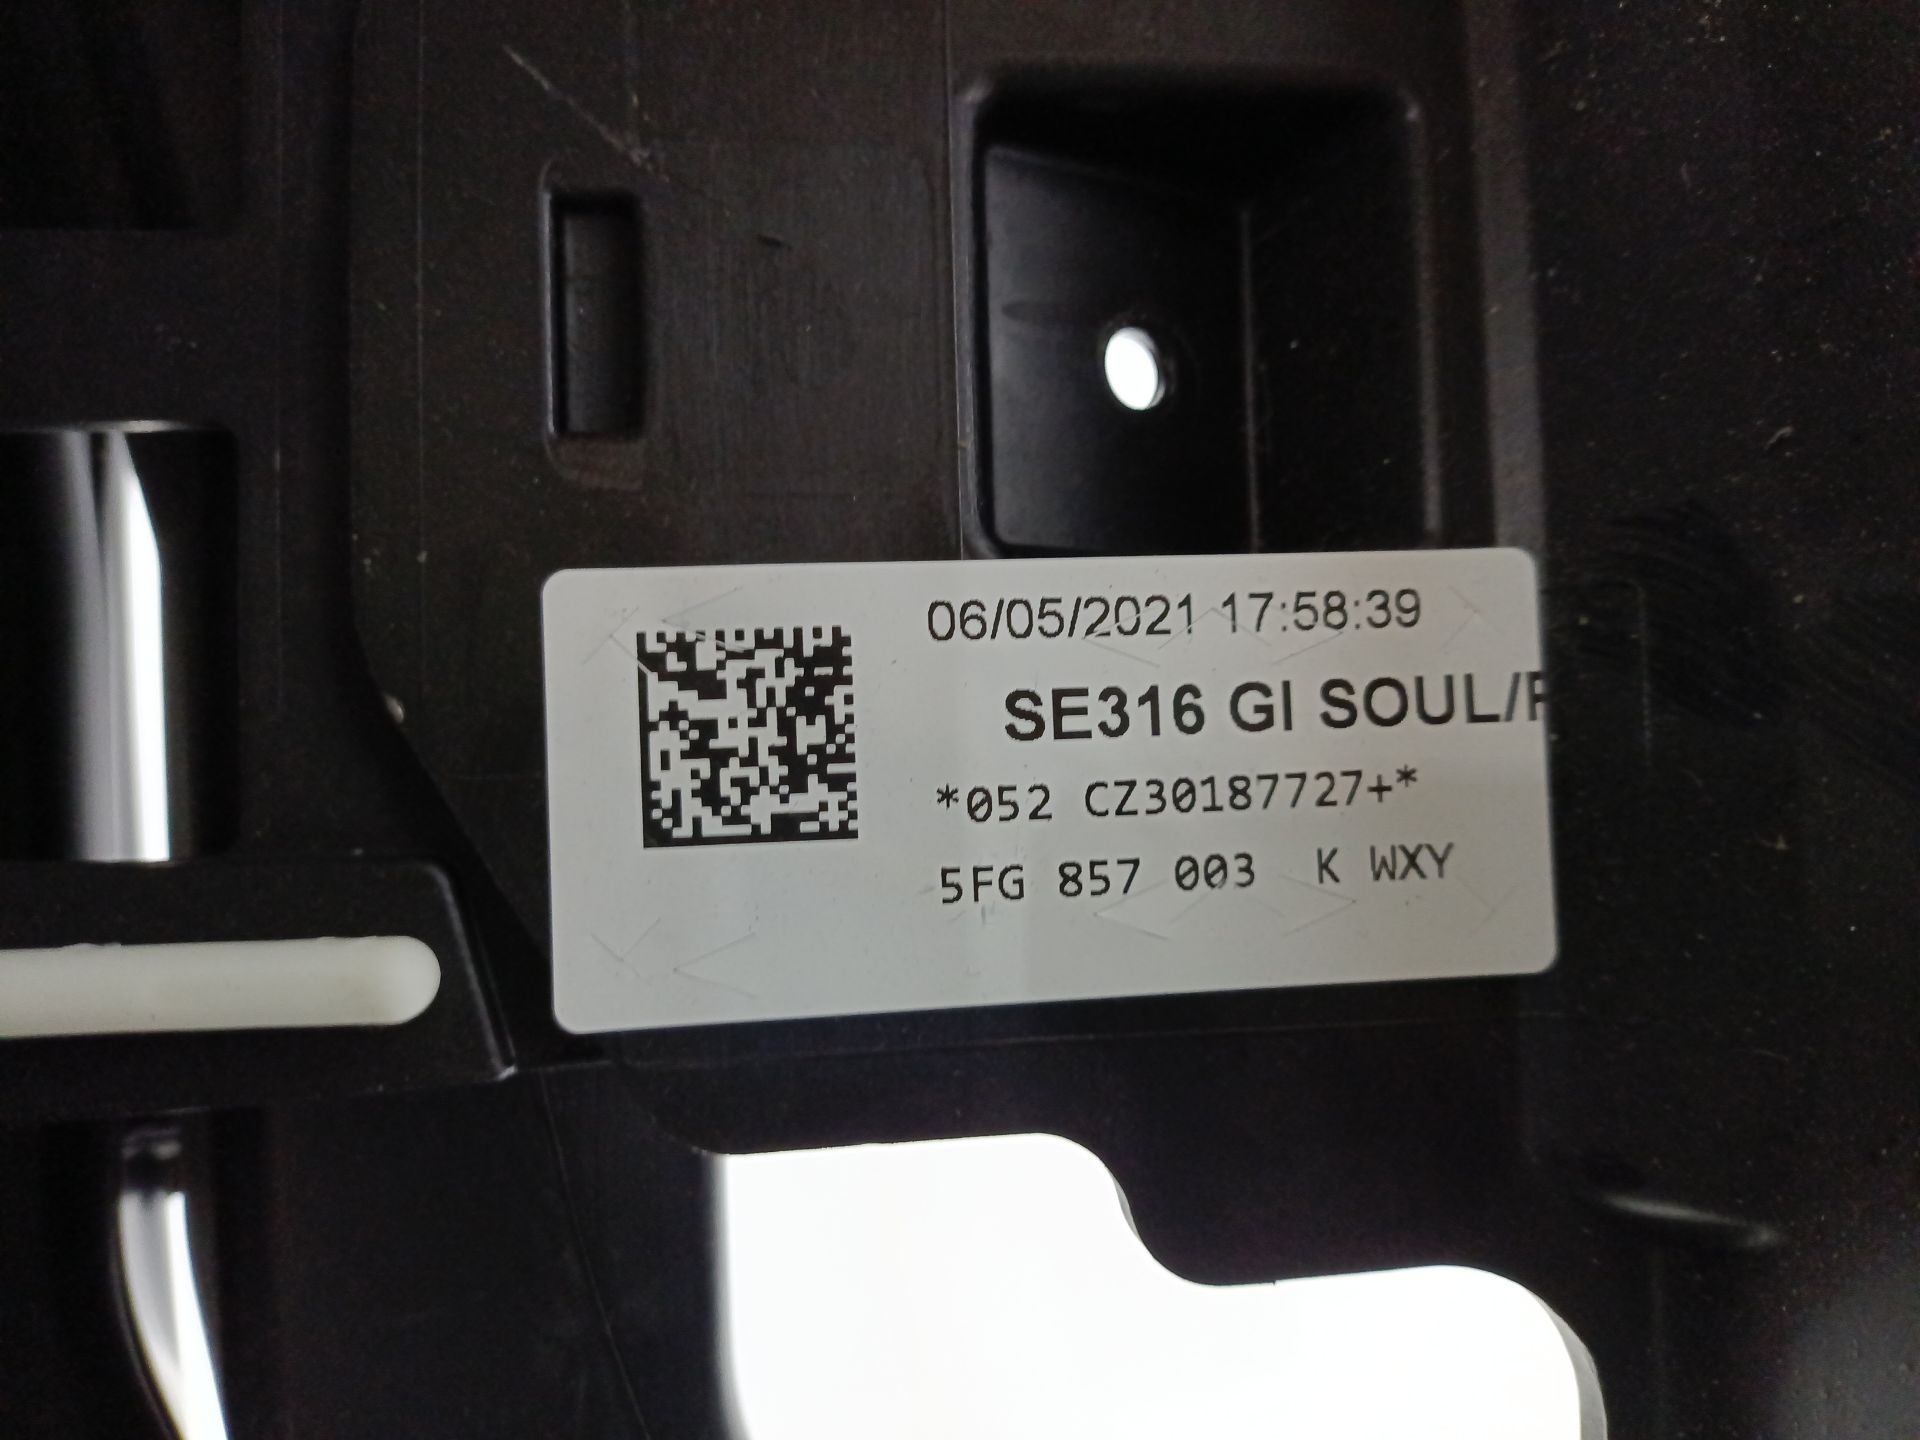 06/05/2021 17:58:39
SE316 GI SOUL/
*052 CZ30187727+*
5FG 857 003 K WXY